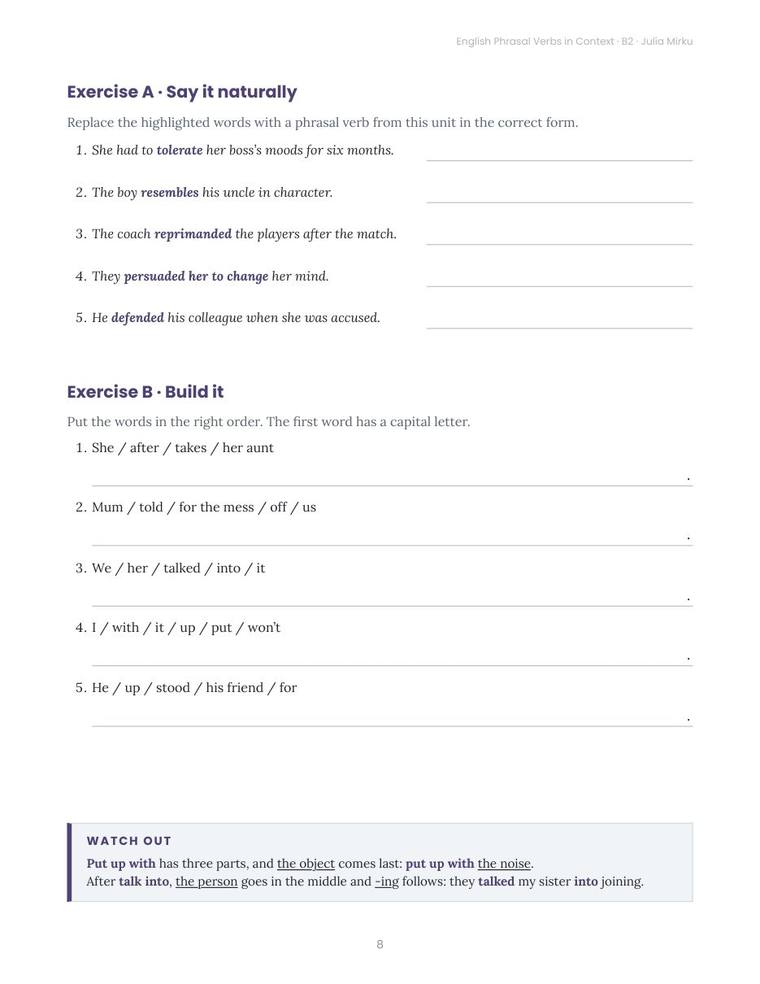 English Phrasal Verbs in Context · B2 · Julia Mirku
Exercise A · Say it naturally
Replace the highlighted words with a phrasal verb from this unit in the correct form.
1. She had to tolerate her boss’s moods for six months.
2. The boy resembles his uncle in character.
3. The coach reprimanded the players after the match.
4. They persuaded her to change her mind.
5. He defended his colleague when she was accused.
Exercise B · Build it
Put the words in the right order. The first word has a capital letter.
1. She / after / takes / her aunt
.
2. Mum / told / for the mess / off / us
.
3. We / her / talked / into / it
.
4. I / with / it / up / put / won’t
.
5. He / up / stood / his friend / for
.
WATCH OUT
Put up with has three parts, and the object comes last: put up with the noise.
After talk into, the person goes in the middle and -ing follows: they talked my sister into joining.
8